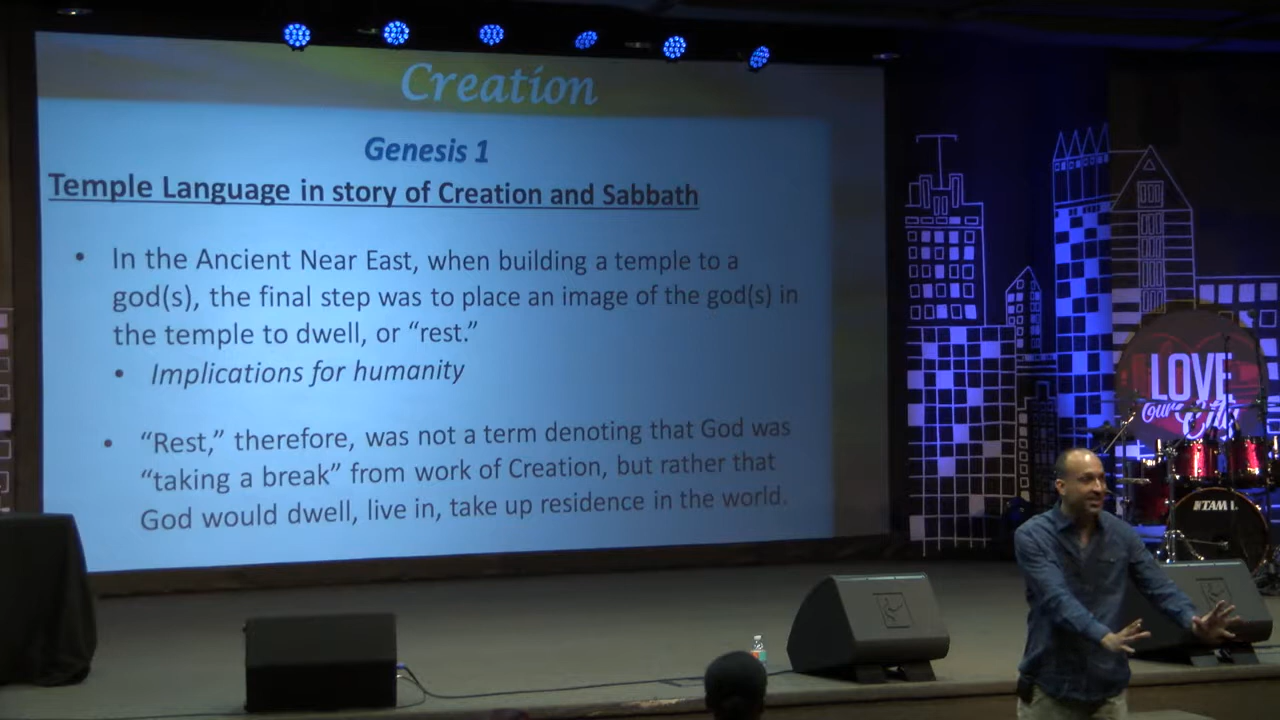 Creation
Genesis 1
Temple Language in story of Creation and Sabbath
• In the Ancient Near East, when building a temple to a
god(s), the final step was to place an image of the god(s) in
the temple to dwell, or “rest.”
• Implications for humanity
• “Rest,” therefore, was not a term denoting that God was
“taking a break” from work of Creation, but rather that
God would dwell, live in, take up residence in the world.
LOVE
Our City
TAMA